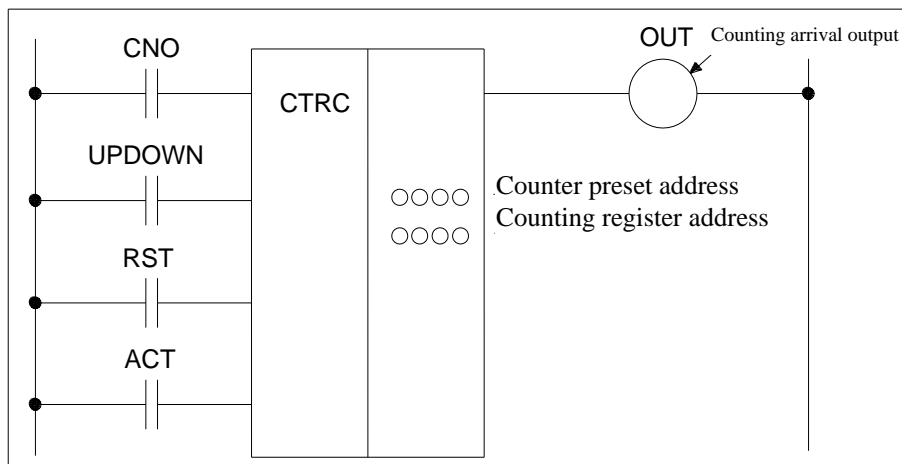 CNO
OUT
Counting arrival output
CTRC
UPDOWN
Counter preset address
Counting register address
RST
ACT